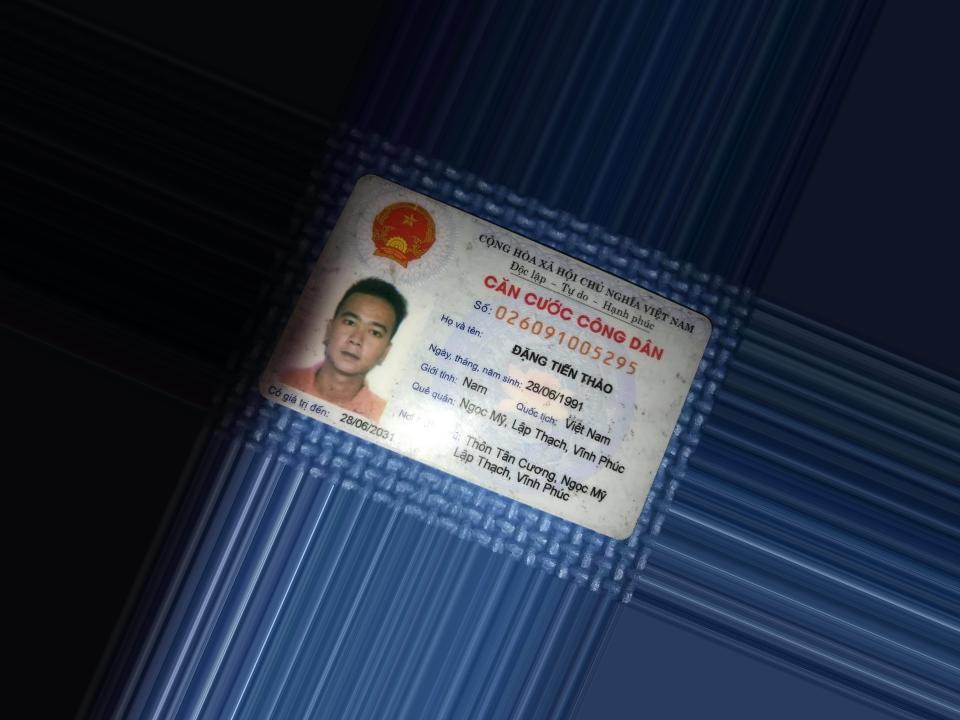 CỘNG HÒA XÃ HỘI CHỦ NGHĨA VIỆT NAM
Độc lập – Tự do – Hạnh phúc
CĂN CƯỚC CÔNG DÂN
Số: 026091005295
Họ và tên:
ĐẶNG TIẾN THẢO
Ngày, tháng, năm sinh: 28/06/1991
Giới tính: Nam Quốc tịch: Việt Nam
Quê quán: Ngọc Mỹ, Lập Thạch, Vĩnh Phúc
Thôn Tân Cương, Ngọc Mỹ
Lập Thạch, Vĩnh Phúc
Có giá trị đến: 28/06/2031